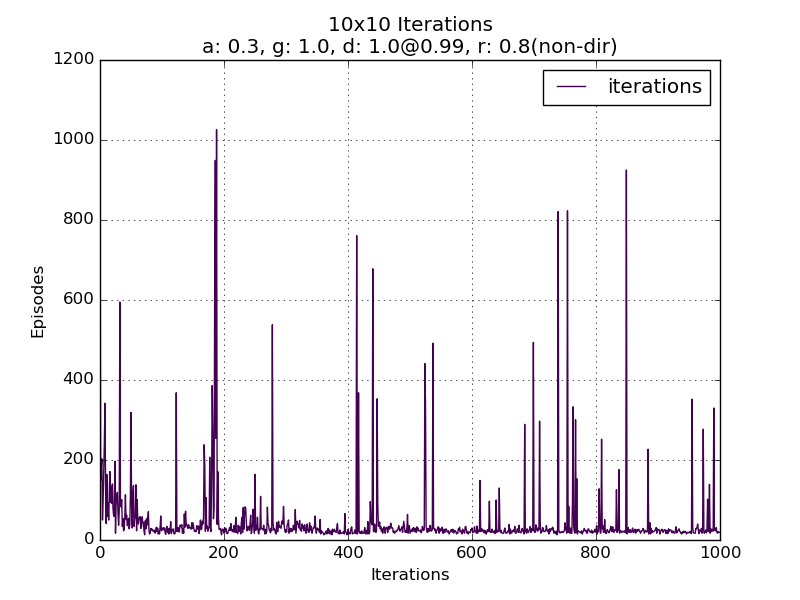 10x10 Iterations
a: 0.3, g: 1.0, d: 1.0@0.99, r: 0.8(non-dir)
1200
iterations
1000
800
600
Episodes
400
200
0
0 200 400 600 800 1000
Iterations